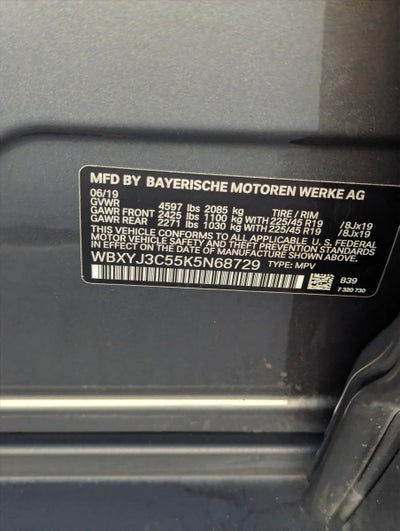 MFD BY BAYERISCHE MOTOREN WERKE AG
06/19
GVWR 4597 lbs 2085 kg TIRE / RIM
GAWR FRONT 2425 lbs 1100 kg WITH 225/45 R19 /8Jx19
GAWR REAR 2271 lbs 1030 kg WITH 225/45 R19 /8Jx19
THIS VEHICLE CONFORMS TO ALL APPLICABLE U.S. FEDERAL
MOTOR VEHICLE SAFETY, BUMPER, AND THEFT PREVENTION STANDARDS
IN EFFECT ON THE DATE OF MANUFACTURE SHOWN ABOVE.
WBXYJ3C55K5N68729 TYPE: MPV
839
7 320 730